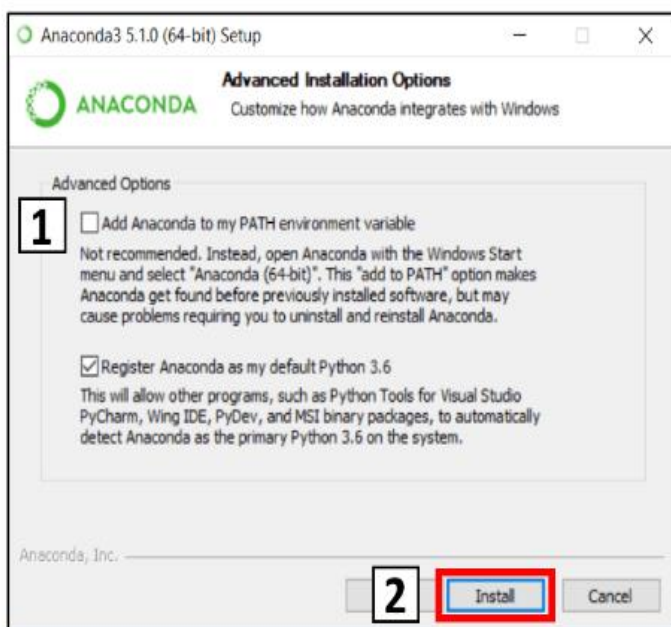 Anaconda3 5.1.0 (64-bit) Setup
ANACONDA
Advanced Installation Options
Customize how Anaconda integrates with Windows
Advanced Options
1
Add Anaconda to my PATH environment variable
Not recommended. Instead, open Anaconda with the Windows Start
menu and select "Anaconda (64-bit)". This "add to PATH" option makes
Anaconda get found before previously installed software, but may
cause problems requiring you to uninstall and reinstall Anaconda.
Register Anaconda as my default Python 3.6
This will allow other programs, such as Python Tools for Visual Studio
PyCharm, Wing IDE, PyDev, and MSI binary packages, to automatically
detect Anaconda as the primary Python 3.6 on the system.
Anaconda, Inc.
2
Install
Cancel